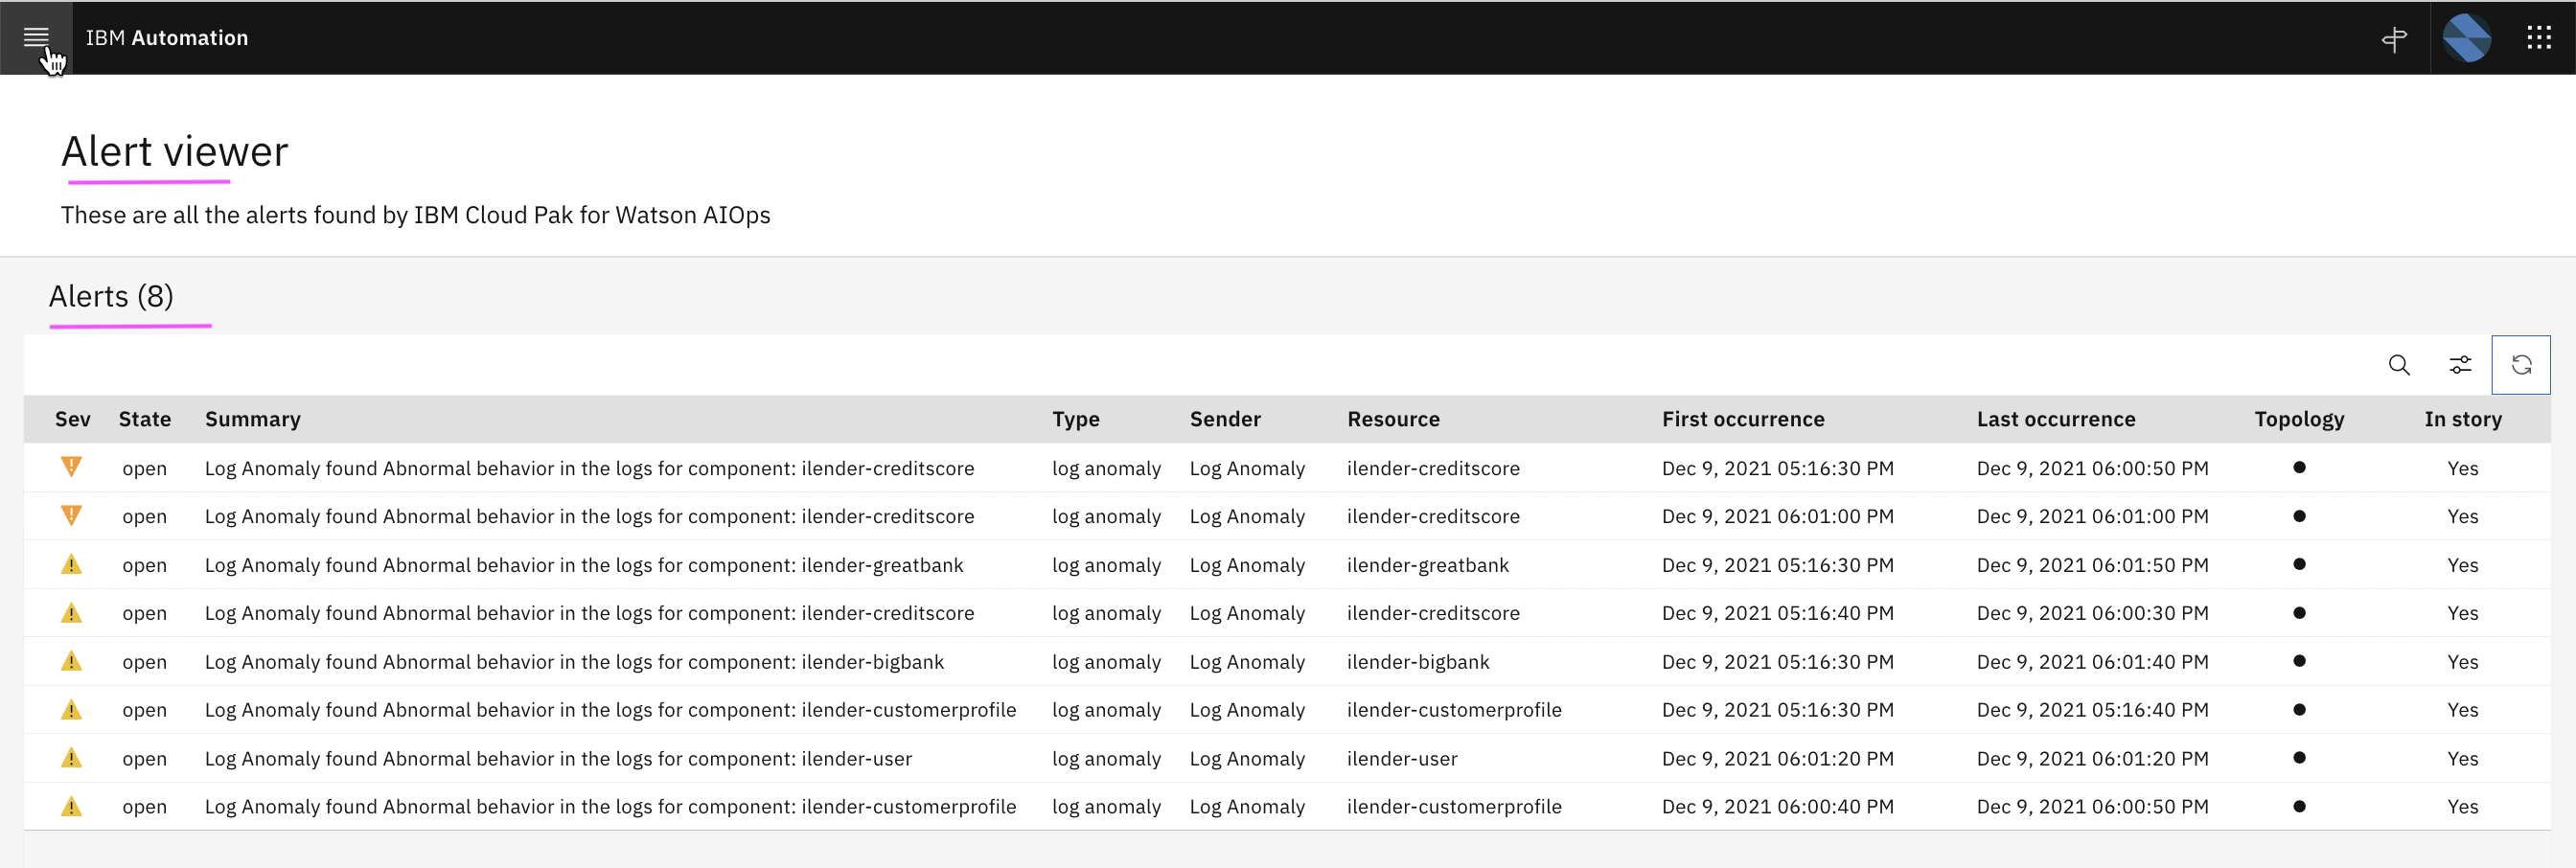 IBM Automation
Alert viewer
These are all the alerts found by IBM Cloud Pak for Watson AIOps
Alerts (8)
Sev State Summary Type Sender Resource First occurrence Last occurrence Topology In story
open Log Anomaly found Abnormal behavior in the logs for component: ilender-creditscore log anomaly Log Anomaly ilender-creditscore Dec 9, 2021 05:16:30 PM Dec 9, 2021 06:00:50 PM Yes
open Log Anomaly found Abnormal behavior in the logs for component: ilender-creditscore log anomaly Log Anomaly ilender-creditscore Dec 9, 2021 06:01:00 PM Dec 9, 2021 06:01:00 PM Yes
open Log Anomaly found Abnormal behavior in the logs for component: ilender-greatbank log anomaly Log Anomaly ilender-greatbank Dec 9, 2021 05:16:30 PM Dec 9, 2021 06:01:50 PM Yes
open Log Anomaly found Abnormal behavior in the logs for component: ilender-creditscore log anomaly Log Anomaly ilender-creditscore Dec 9, 2021 05:16:40 PM Dec 9, 2021 06:00:30 PM Yes
open Log Anomaly found Abnormal behavior in the logs for component: ilender-bigbank log anomaly Log Anomaly ilender-bigbank Dec 9, 2021 05:16:30 PM Dec 9, 2021 06:01:40 PM Yes
open Log Anomaly found Abnormal behavior in the logs for component: ilender-customerprofile log anomaly Log Anomaly ilender-customerprofile Dec 9, 2021 05:16:30 PM Dec 9, 2021 05:16:40 PM Yes
open Log Anomaly found Abnormal behavior in the logs for component: ilender-user log anomaly Log Anomaly ilender-user Dec 9, 2021 06:01:20 PM Dec 9, 2021 06:01:20 PM Yes
open Log Anomaly found Abnormal behavior in the logs for component: ilender-customerprofile log anomaly Log Anomaly ilender-customerprofile Dec 9, 2021 06:00:40 PM Dec 9, 2021 06:00:50 PM Yes